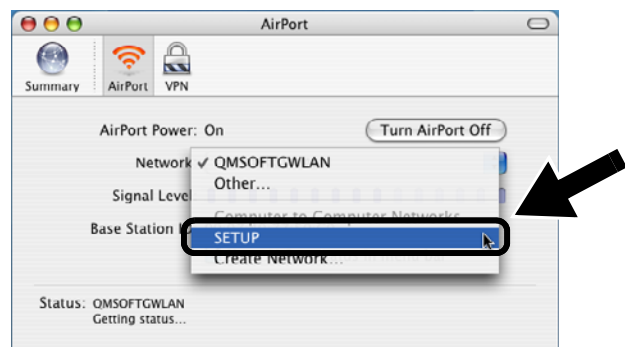 AirPort
Summary AirPort VPN
AirPort Power: On Turn AirPort Off
Network ✓ QMSOFTGWLAN
Other...
Signal Level
Computer to Computer Networks
Base Station
SETUP
Create Network...
Status: QMSOFTGWLAN
Getting status...